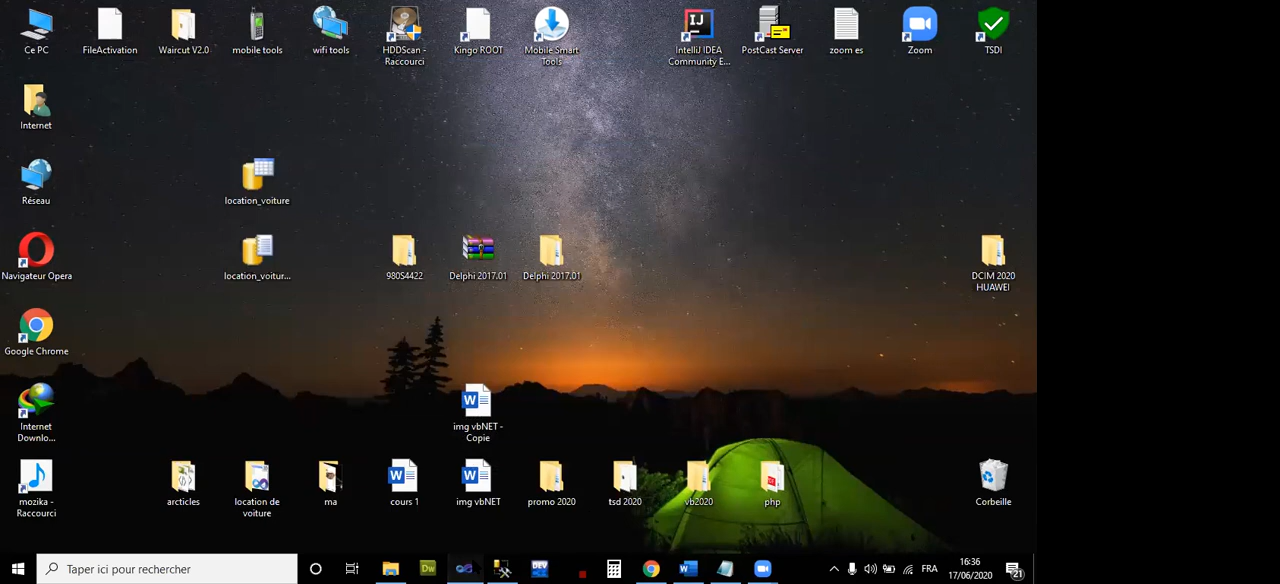 Ce PC
FileActivation
Waircut V2.0
mobile tools
wifi tools
HDDScan -
Raccourci
Kingo ROOT
Mobile Smart
Tools
IntelliJ IDEA
Community E...
PostCast Server
zoom es
Zoom
TSDI
Internet
Réseau
location_voiture
Navigateur Opera
location_voitur...
980S4422
Delphi 2017.01
Delphi 2017.01
DCIM 2020
HUAWEI
Google Chrome
Internet
Downlo...
img vbNET -
Copie
mozika -
Raccourci
arcticles
location de
voiture
ma
cours 1
img vbNET
promo 2020
tsd 2020
vb2020
php
Corbeille
Taper ici pour rechercher
Dw
FRA
16:36
17/06/2020
21